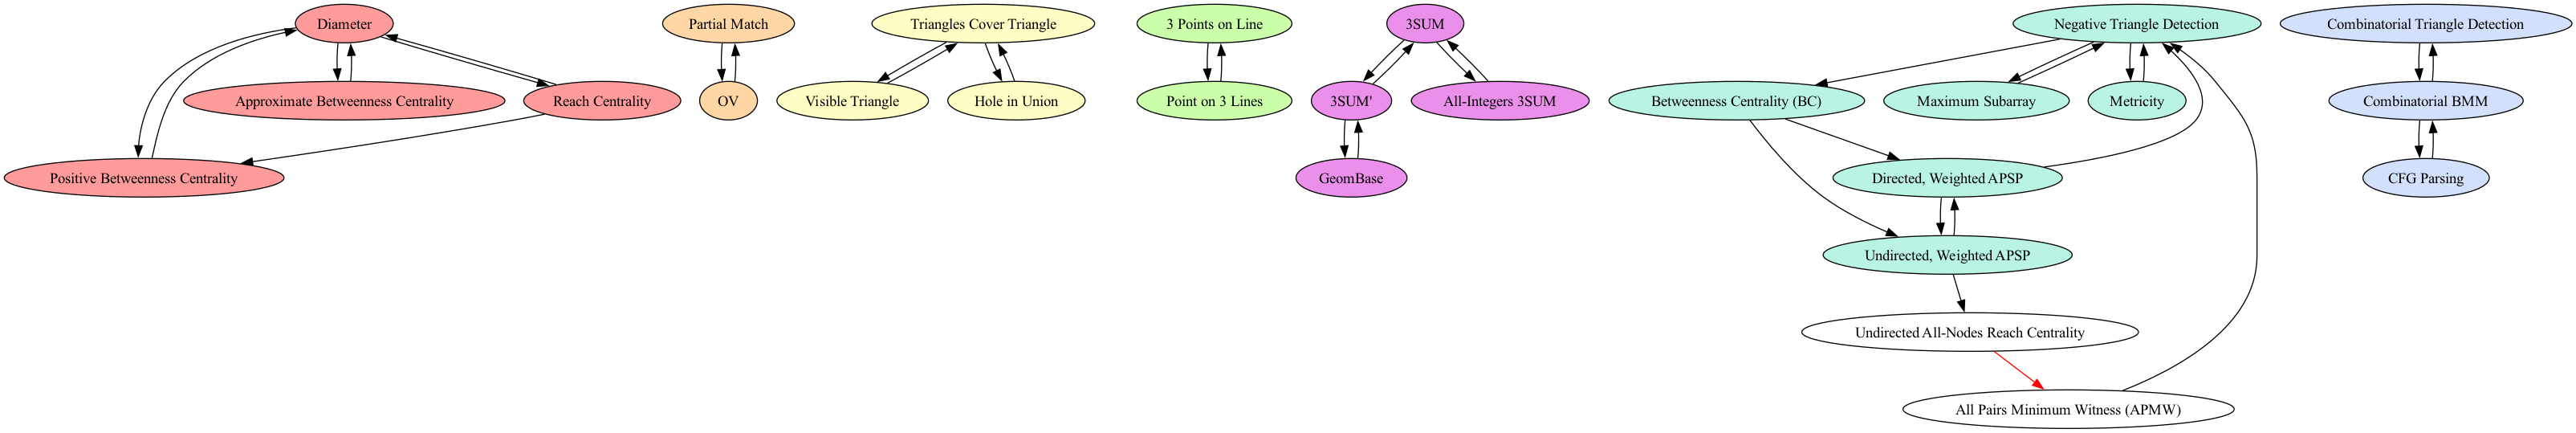 Diameter
Partial Match
Triangles Cover Triangle
3 Points on Line
3SUM
Negative Triangle Detection
Combinatorial Triangle Detection
Approximate Betweenness Centrality
Reach Centrality
OV
Visible Triangle
Hole in Union
Point on 3 Lines
3SUM'
All-Integers 3SUM
Betweenness Centrality (BC)
Maximum Subarray
Metricity
Combinatorial BMM
Positive Betweenness Centrality
GeomBase
Directed, Weighted APSP
CFG Parsing
Undirected, Weighted APSP
Undirected All-Nodes Reach Centrality
All Pairs Minimum Witness (APMW)